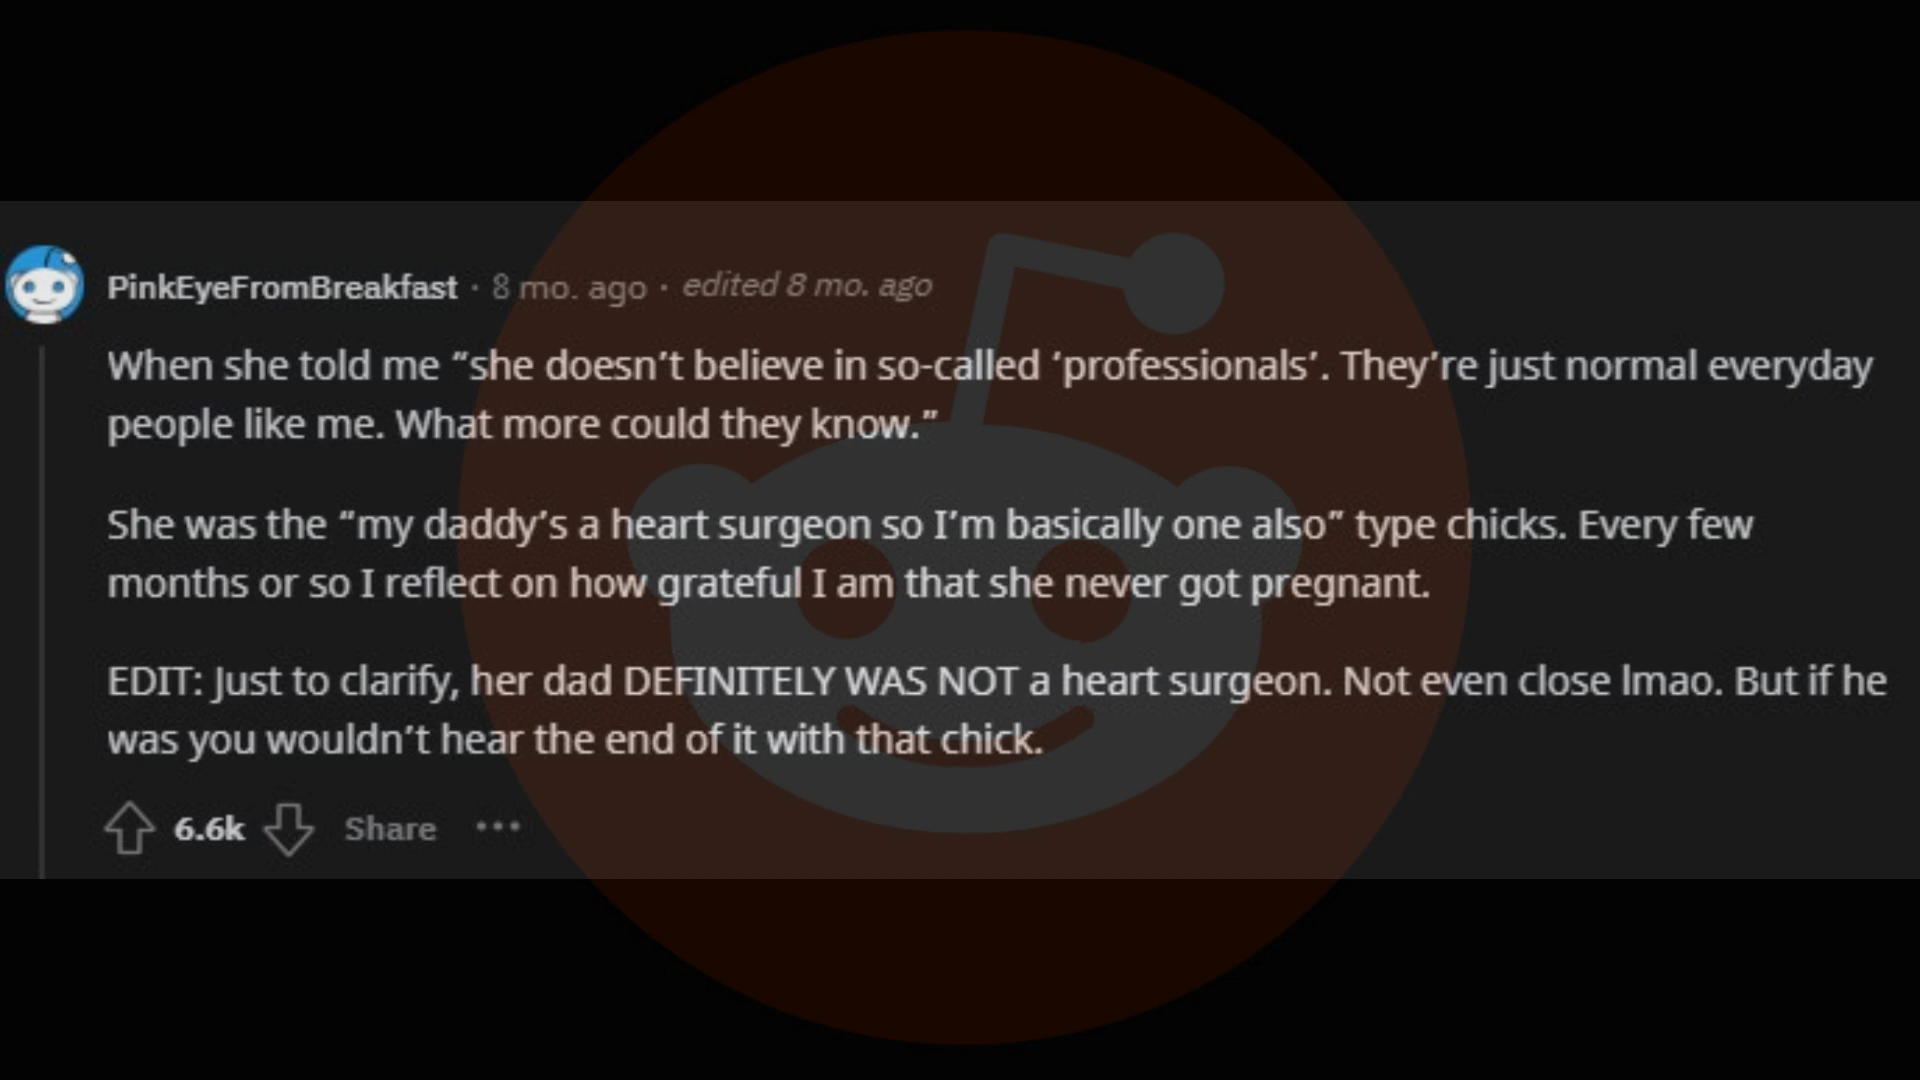 PinkEyeFromBreakfast · 8 mo. ago · edited 8 mo. ago
When she told me “she doesn’t believe in so-called ‘professionals’. They’re just normal everyday
people like me. What more could they know.”
She was the “my daddy’s a heart surgeon so I’m basically one also” type chicks. Every few
months or so I reflect on how grateful I am that she never got pregnant.
EDIT: Just to clarify, her dad DEFINITELY WAS NOT a heart surgeon. Not even close lmao. But if he
was you wouldn’t hear the end of it with that chick.
6.6k Share ···